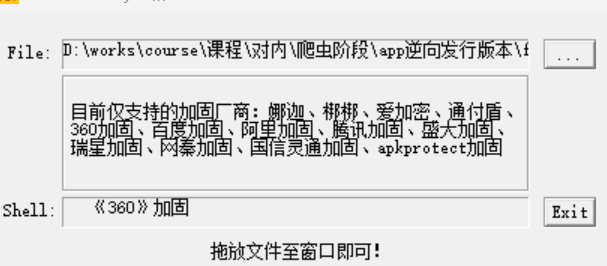 File: D:\works\course\课程\对内\爬虫阶段\app逆向发行版本\f
...
目前仅支持的加固厂商：娜迦、梆梆、爱加密、通付盾、
360加固、百度加固、阿里加固、腾讯加固、盛大加固、
瑞星加固、网秦加固、国信灵通加固、apkprotect加固
Shell: 《360》加固
Exit
拖放文件至窗口即可!